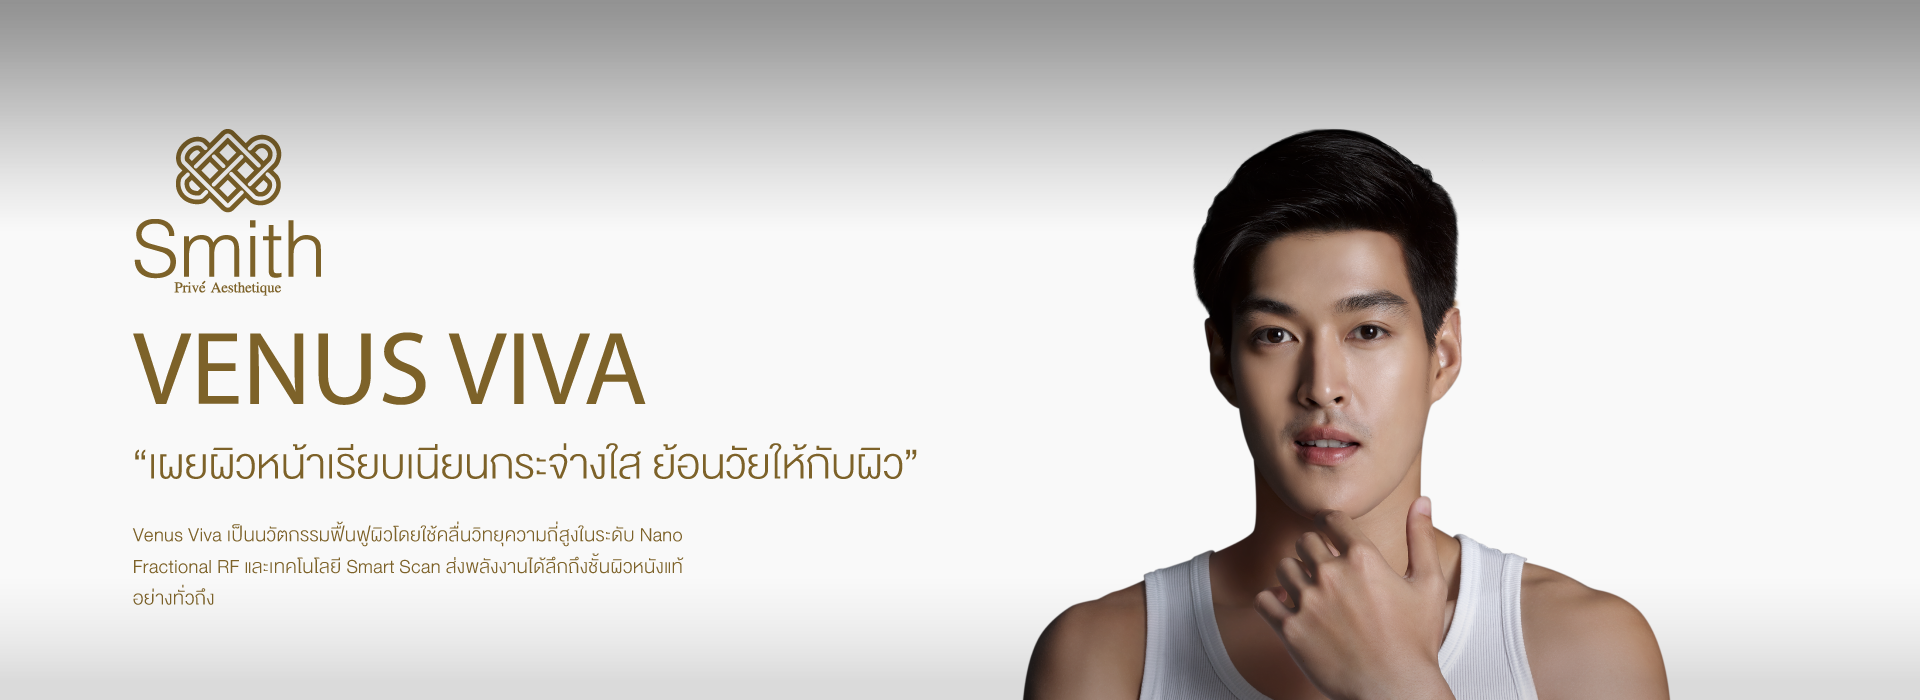 Smith
Privé Aesthetique
VENUS VIVA
“เผยผิวหน้าเรียบเนียนกระจ่างใส ย้อนวัยให้กับผิว”
Venus Viva เป็นนวัตกรรมฟื้นฟูผิวโดยใช้คลื่นวิทยุความถี่สูงในระดับ Nano
Fractional RF และเทคโนโลยี Smart Scan ส่งพลังงานได้ลึกถึงชั้นผิวหนังแท้
อย่างทั่วถึง